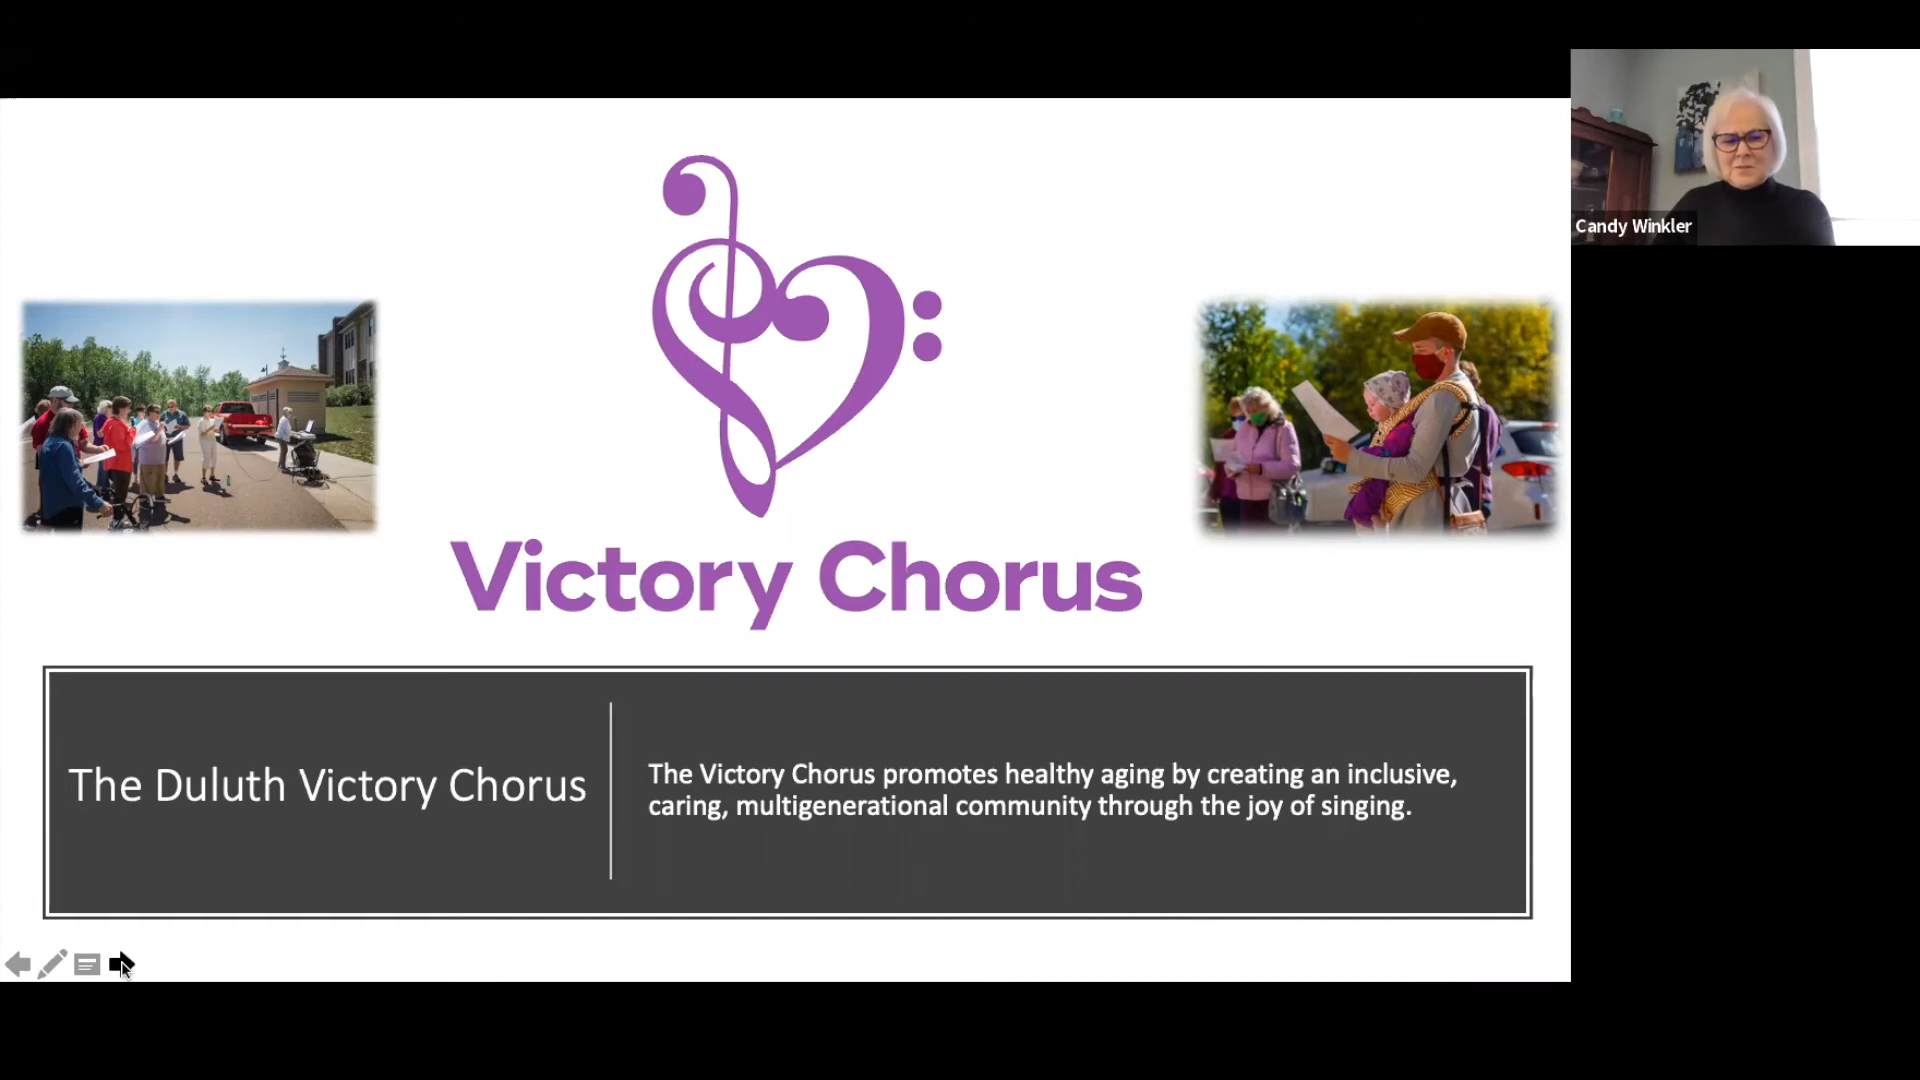 Candy Winkler
Victory Chorus
The Duluth Victory Chorus
The Victory Chorus promotes healthy aging by creating an inclusive,
caring, multigenerational community through the joy of singing.